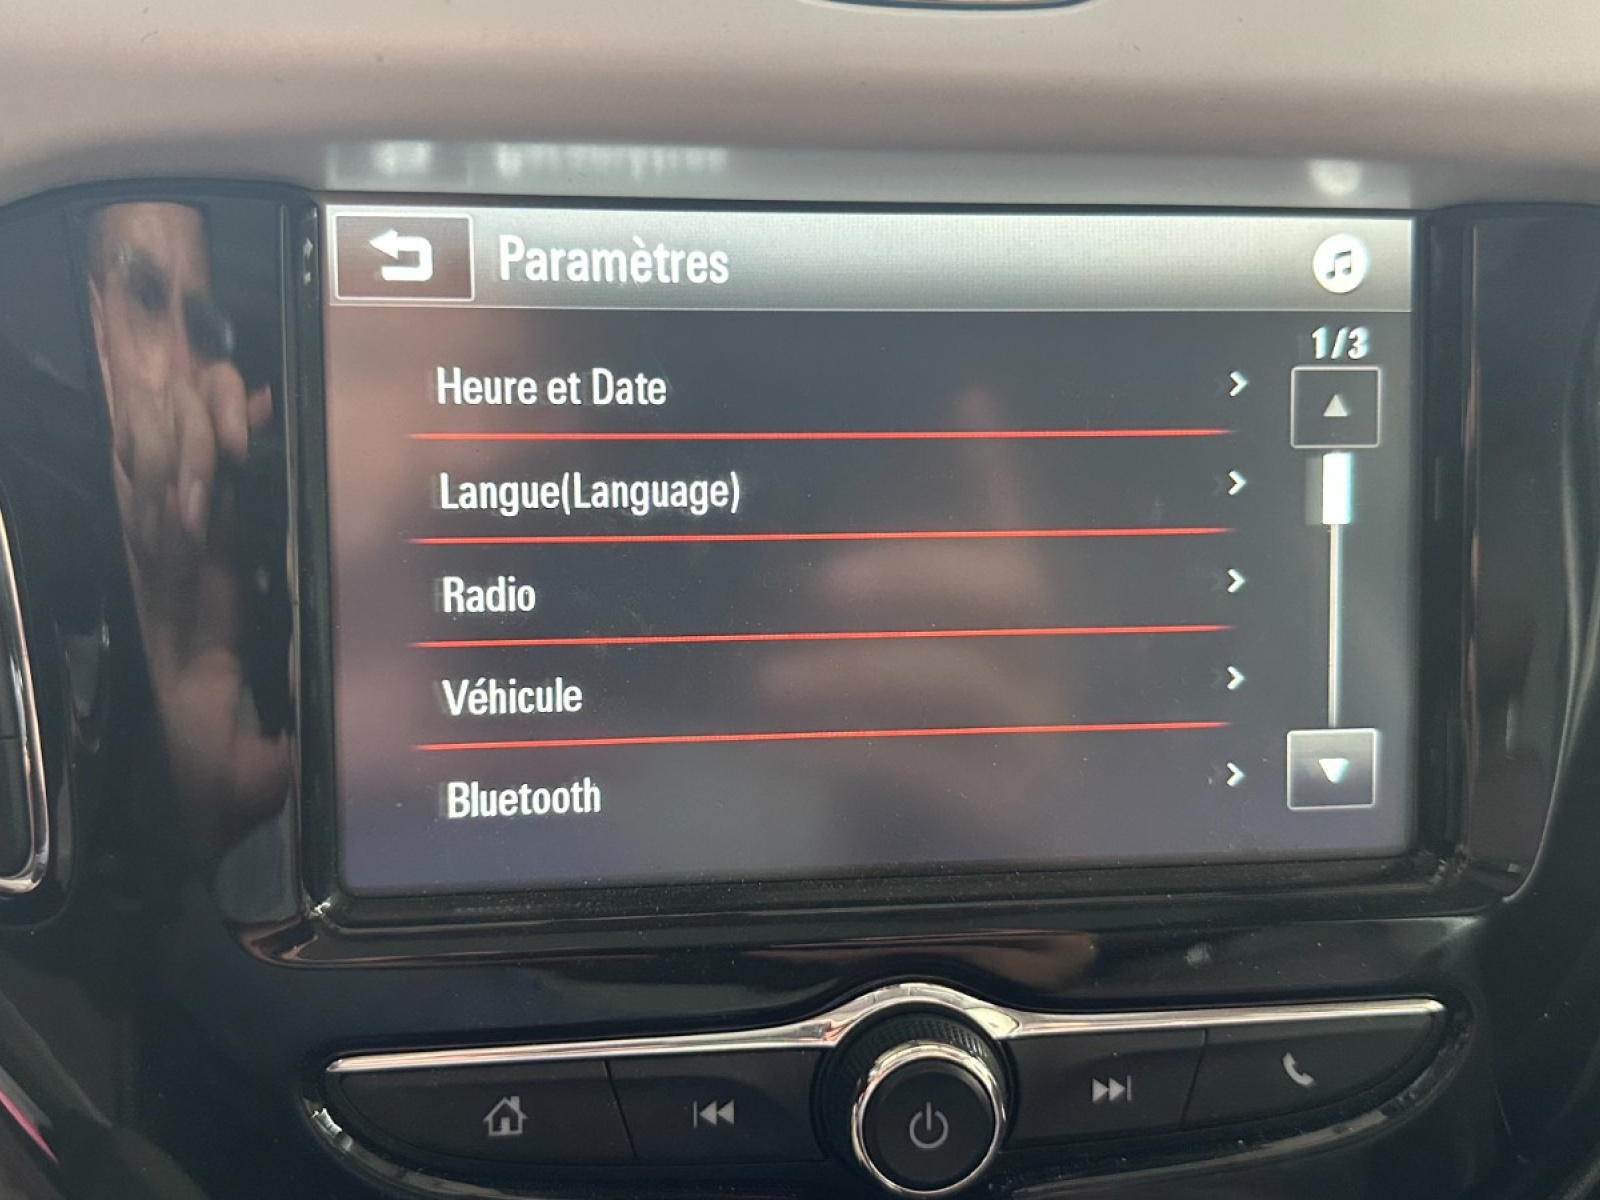 Paramètres
1/3
Heure et Date
Langue(Language)
Radio
Véhicule
Bluetooth